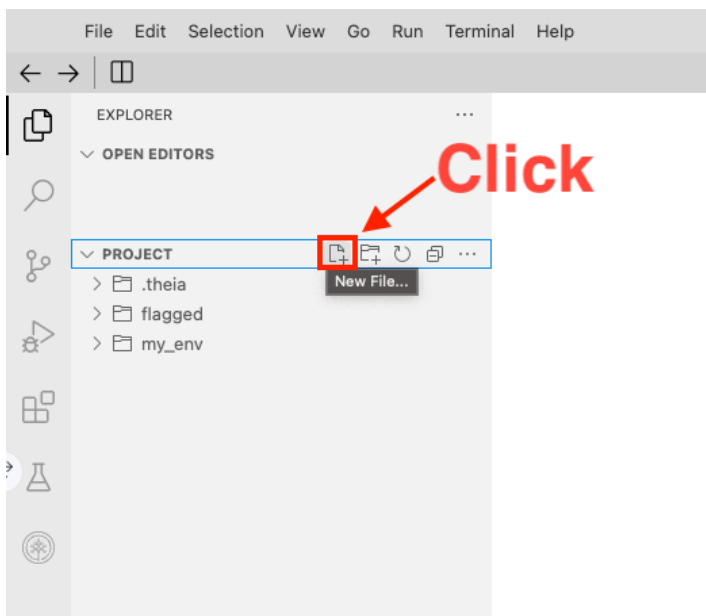 File Edit Selection View Go Run Terminal Help
EXPLORER
OPEN EDITORS
Click
PROJECT
New File...
.theia
flagged
my_env